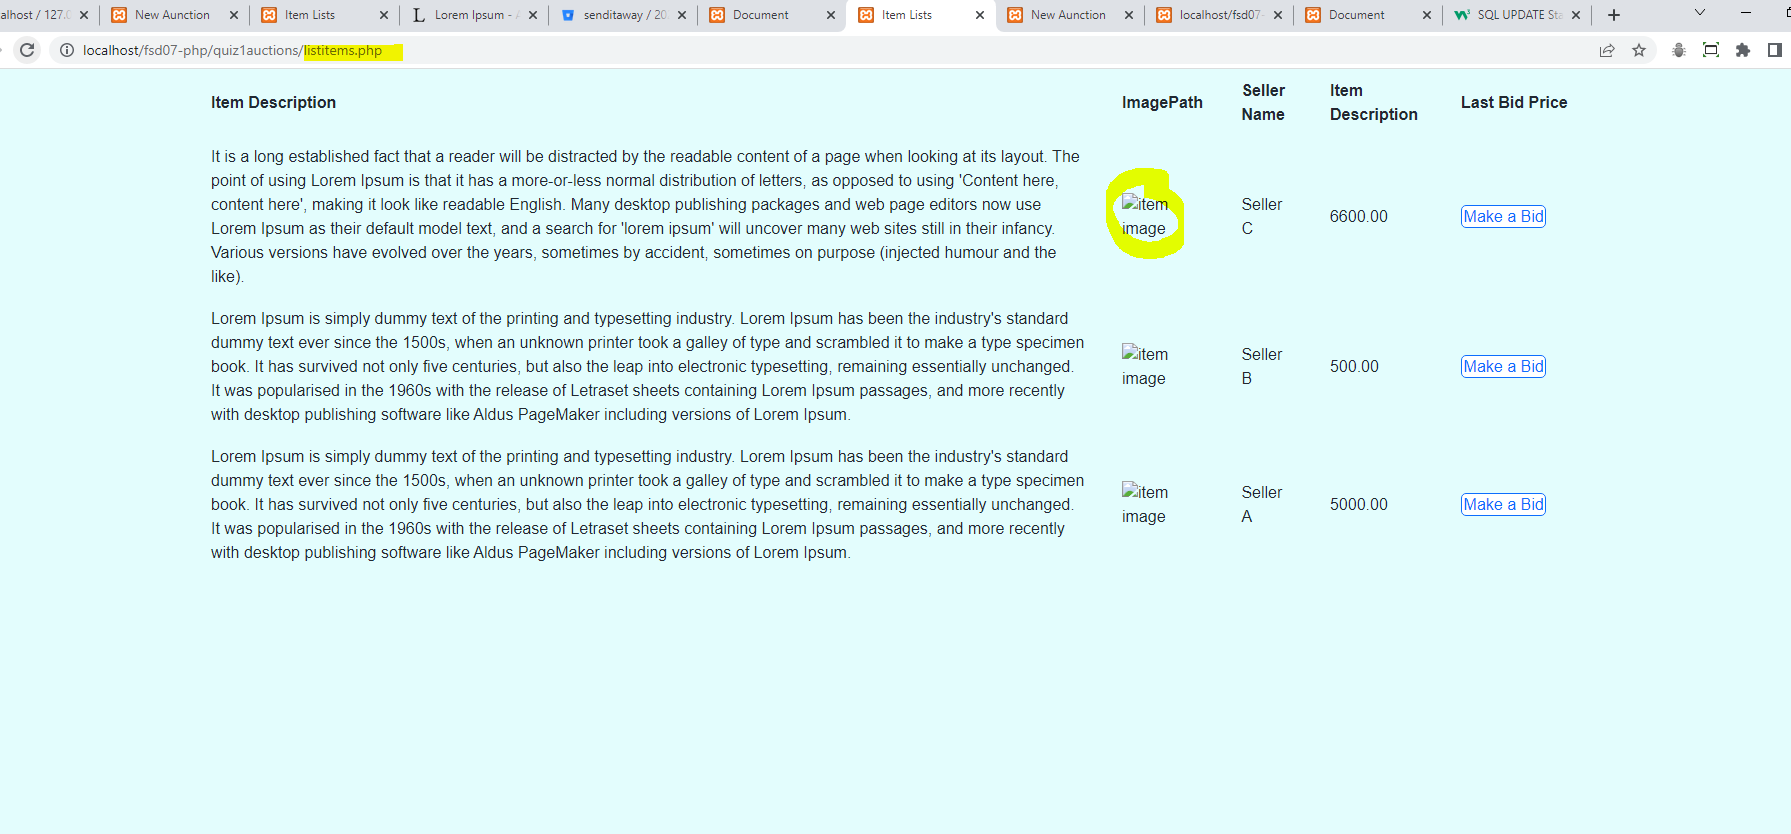 alhost / 127.0
New Aunction
Item Lists
Lorem Ipsum - A
senditaway / 20
Document
Item Lists
New Aunction
localhost/fsd07-
Document
SQL UPDATE Sta
localhost/fsd07-php/quiz1auctions/listitems.php
Item Description ImagePath Seller Name Item Description Last Bid Price
It is a long established fact that a reader will be distracted by the readable content of a page when looking at its layout. The
point of using Lorem Ipsum is that it has a more-or-less normal distribution of letters, as opposed to using 'Content here,
content here', making it look like readable English. Many desktop publishing packages and web page editors now use
Lorem Ipsum as their default model text, and a search for 'lorem ipsum' will uncover many web sites still in their infancy.
Various versions have evolved over the years, sometimes by accident, sometimes on purpose (injected humour and the
like).
item
image
Seller
C
6600.00
Make a Bid
Lorem Ipsum is simply dummy text of the printing and typesetting industry. Lorem Ipsum has been the industry's standard
dummy text ever since the 1500s, when an unknown printer took a galley of type and scrambled it to make a type specimen
book. It has survived not only five centuries, but also the leap into electronic typesetting, remaining essentially unchanged.
It was popularised in the 1960s with the release of Letraset sheets containing Lorem Ipsum passages, and more recently
with desktop publishing software like Aldus PageMaker including versions of Lorem Ipsum.
item
image
Seller
B
500.00
Make a Bid
Lorem Ipsum is simply dummy text of the printing and typesetting industry. Lorem Ipsum has been the industry's standard
dummy text ever since the 1500s, when an unknown printer took a galley of type and scrambled it to make a type specimen
book. It has survived not only five centuries, but also the leap into electronic typesetting, remaining essentially unchanged.
It was popularised in the 1960s with the release of Letraset sheets containing Lorem Ipsum passages, and more recently
with desktop publishing software like Aldus PageMaker including versions of Lorem Ipsum.
item
image
Seller
A
5000.00
Make a Bid